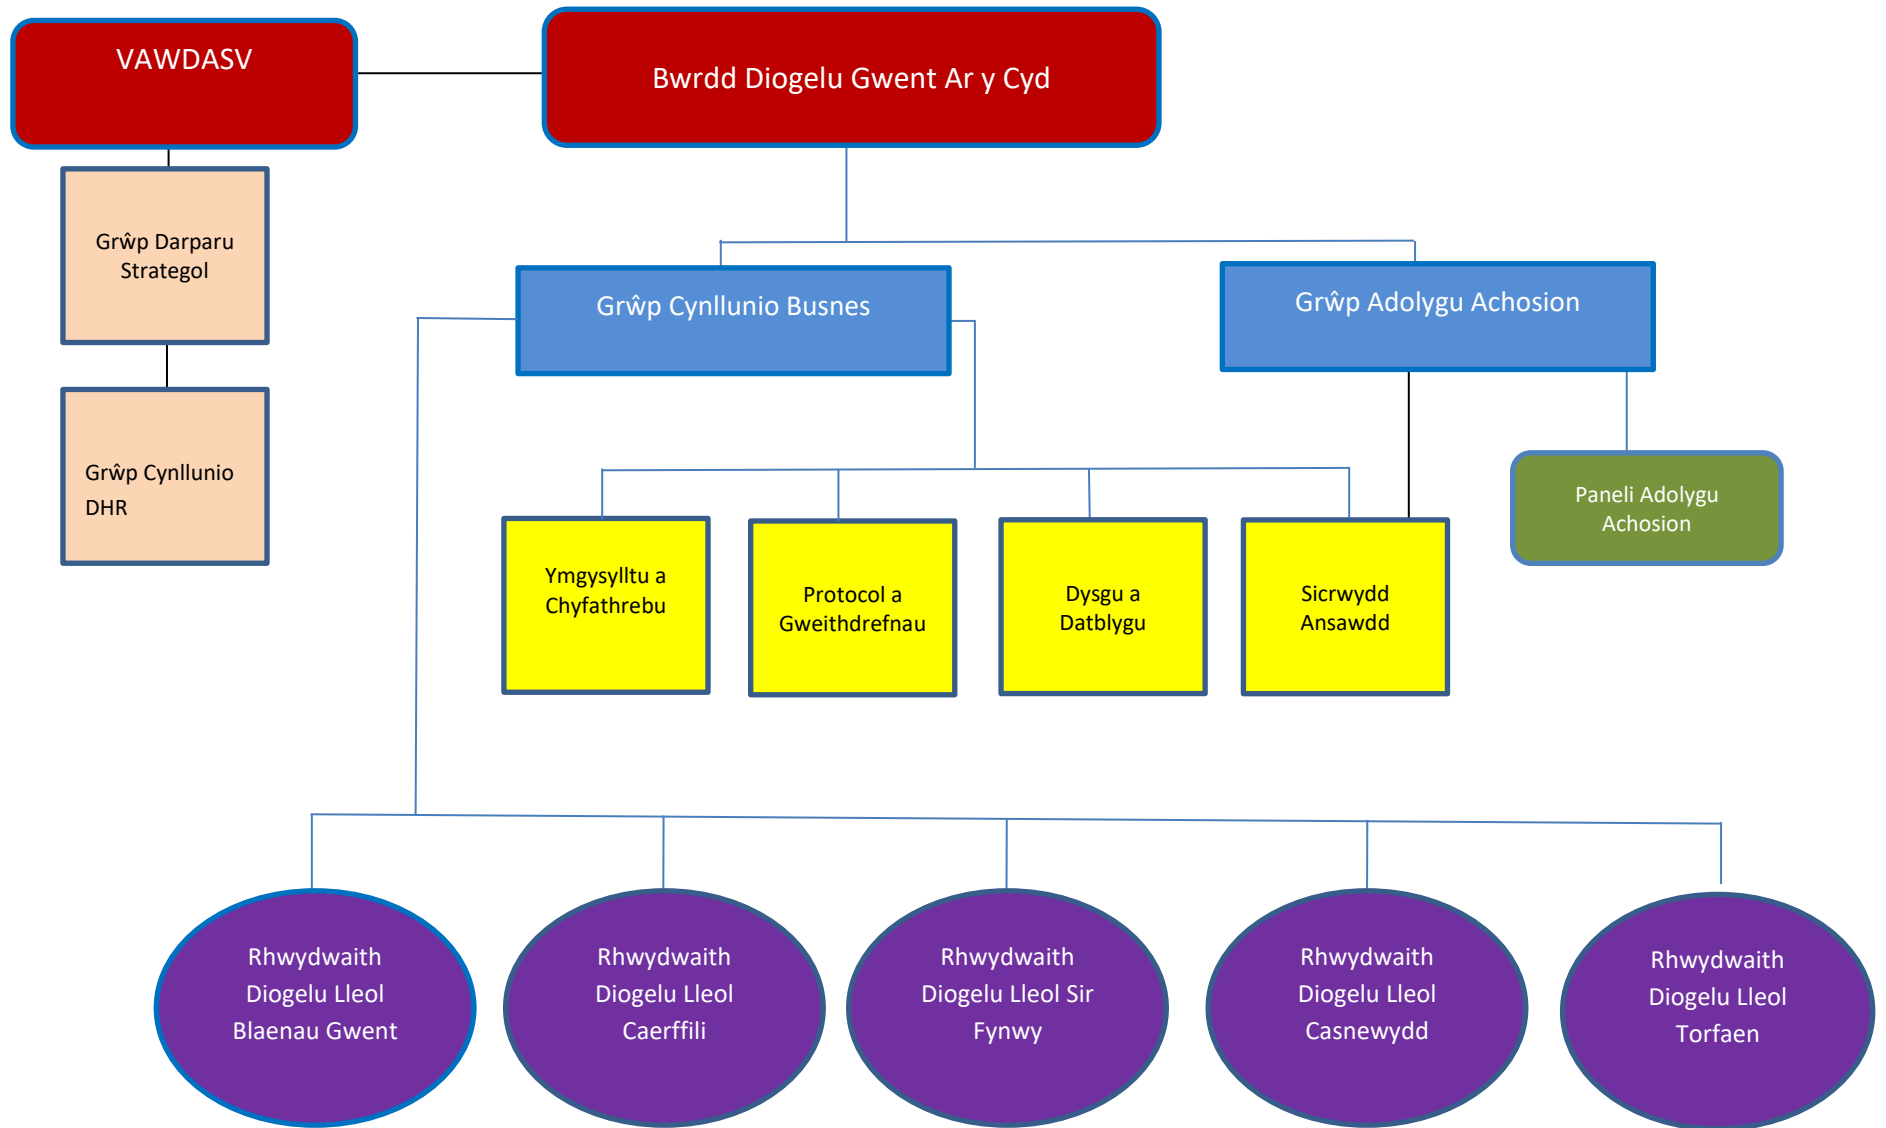 VAWDASV
Bwrdd Diogelu Gwent Ar y Cyd
Grŵp Darparu
Strategol
Grŵp Cynllunio Busnes
Grŵp Adolygu Achosion
Grŵp Cynllunio
DHR
Paneli Adolygu
Achosion
Ymgysylltu a
Chyfathrebu
Protocol a
Gweithdrefnau
Dysgu a
Datblygu
Sicrwydd
Ansawdd
Rhwydwaith
Diogelu Lleol
Blaenau Gwent
Rhwydwaith
Diogelu Lleol
Caerffili
Rhwydwaith
Diogelu Lleol Sir
Fynwy
Rhwydwaith
Diogelu Lleol
Casnewydd
Rhwydwaith
Diogelu Lleol
Torfaen